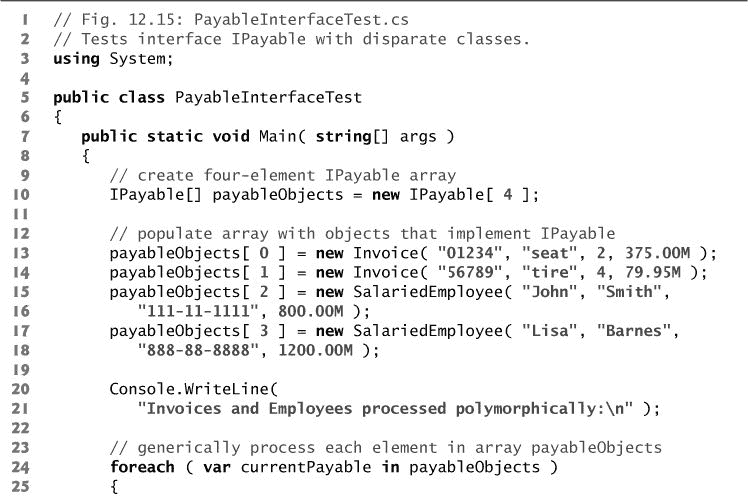 1 // Fig. 12.15: PayableInterfaceTest.cs
2 // Tests interface IPayable with disparate classes.
3 using System;
4
5 public class PayableInterfaceTest
6 {
7 public static void Main( string[] args )
8 {
9 // create four-element IPayable array
10 IPayable[] payableObjects = new IPayable[ 4 ];
11
12 // populate array with objects that implement IPayable
13 payableObjects[ 0 ] = new Invoice( "01234", "seat", 2, 375.00M );
14 payableObjects[ 1 ] = new Invoice( "56789", "tire", 4, 79.95M );
15 payableObjects[ 2 ] = new SalariedEmployee( "John", "Smith",
16 "111-11-1111", 800.00M );
17 payableObjects[ 3 ] = new SalariedEmployee( "Lisa", "Barnes",
18 "888-88-8888", 1200.00M );
19
20 Console.WriteLine(
21 "Invoices and Employees processed polymorphically:\n" );
22
23 // generically process each element in array payableObjects
24 foreach ( var currentPayable in payableObjects )
25 {